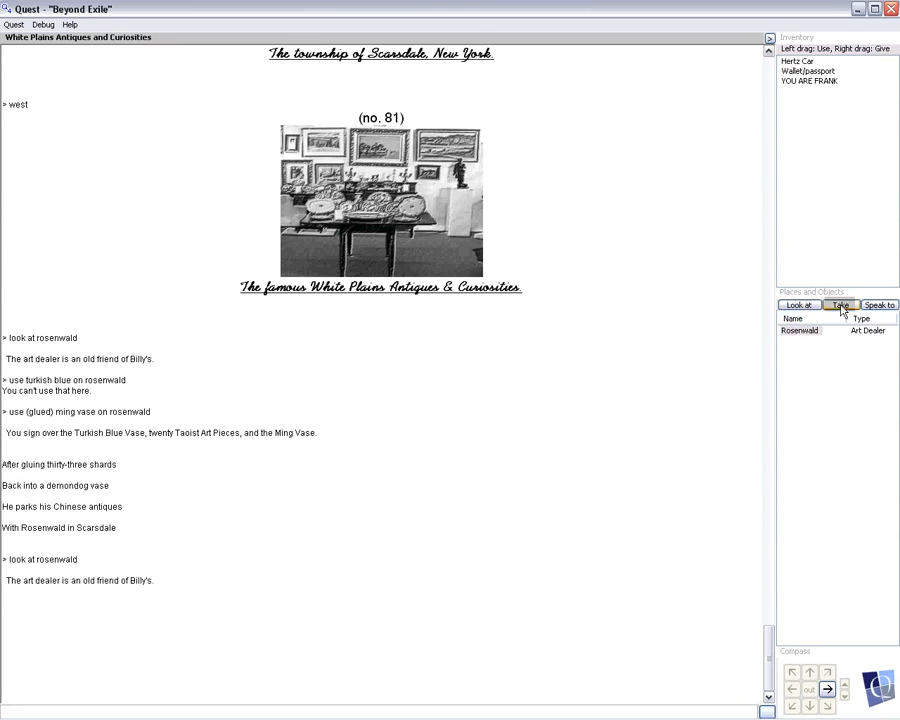 Quest - "Beyond Exile"
Quest Debug Help
White Plains Antiques and Curiosities
The township of Scarsdale, New York.
> west
(no. 81)
The famous White Plains Antiques & Curiosities.
> look at rosenwald
The art dealer is an old friend of Billy's.
> use turkish blue on rosenwald
You can't use that here.
> use (glued) ming vase on rosenwald
You sign over the Turkish Blue Vase, twenty Taoist Art Pieces, and the Ming Vase.
After gluing thirty-three shards
Back into a demondog vase
He parks his Chinese antiques
With Rosenwald in Scarsdale
> look at rosenwald
The art dealer is an old friend of Billy's.
Inventory
Left drag: Use, Right drag: Give
Hertz Car
Wallet/passport
YOU ARE FRANK
Places and Objects
Look at Take Speak to
Name Type
Rosenwald Art Dealer
Compass
out